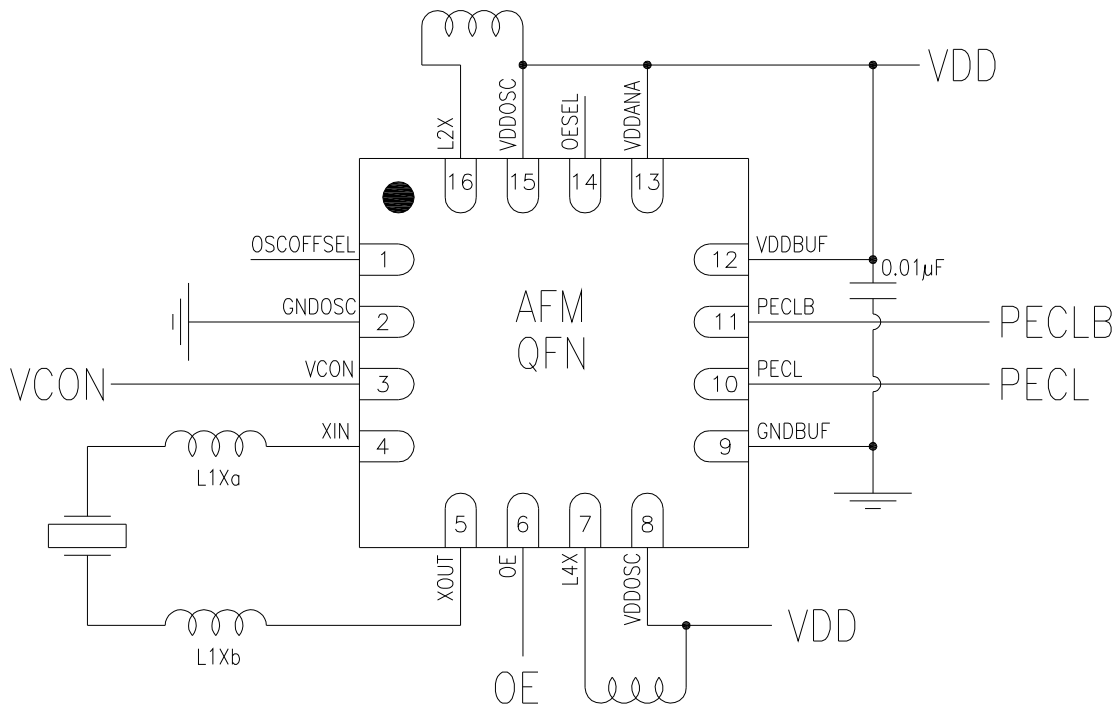 VDD
L2X
VDDOSC
OESEL
VDDANA
16
15
14
13
OSCOFFSEL
1
GNDOSC
2
VCON
VCON
3
XIN
4
L1Xa
L1Xb
AFM
QFN
12
VDDBUF
0.01µF
11
PECLB
PECLB
10
PECL
PECL
9
GNDBUF
5
6
7
8
XOUT
OE
L4X
VDDOSC
VDD
OE